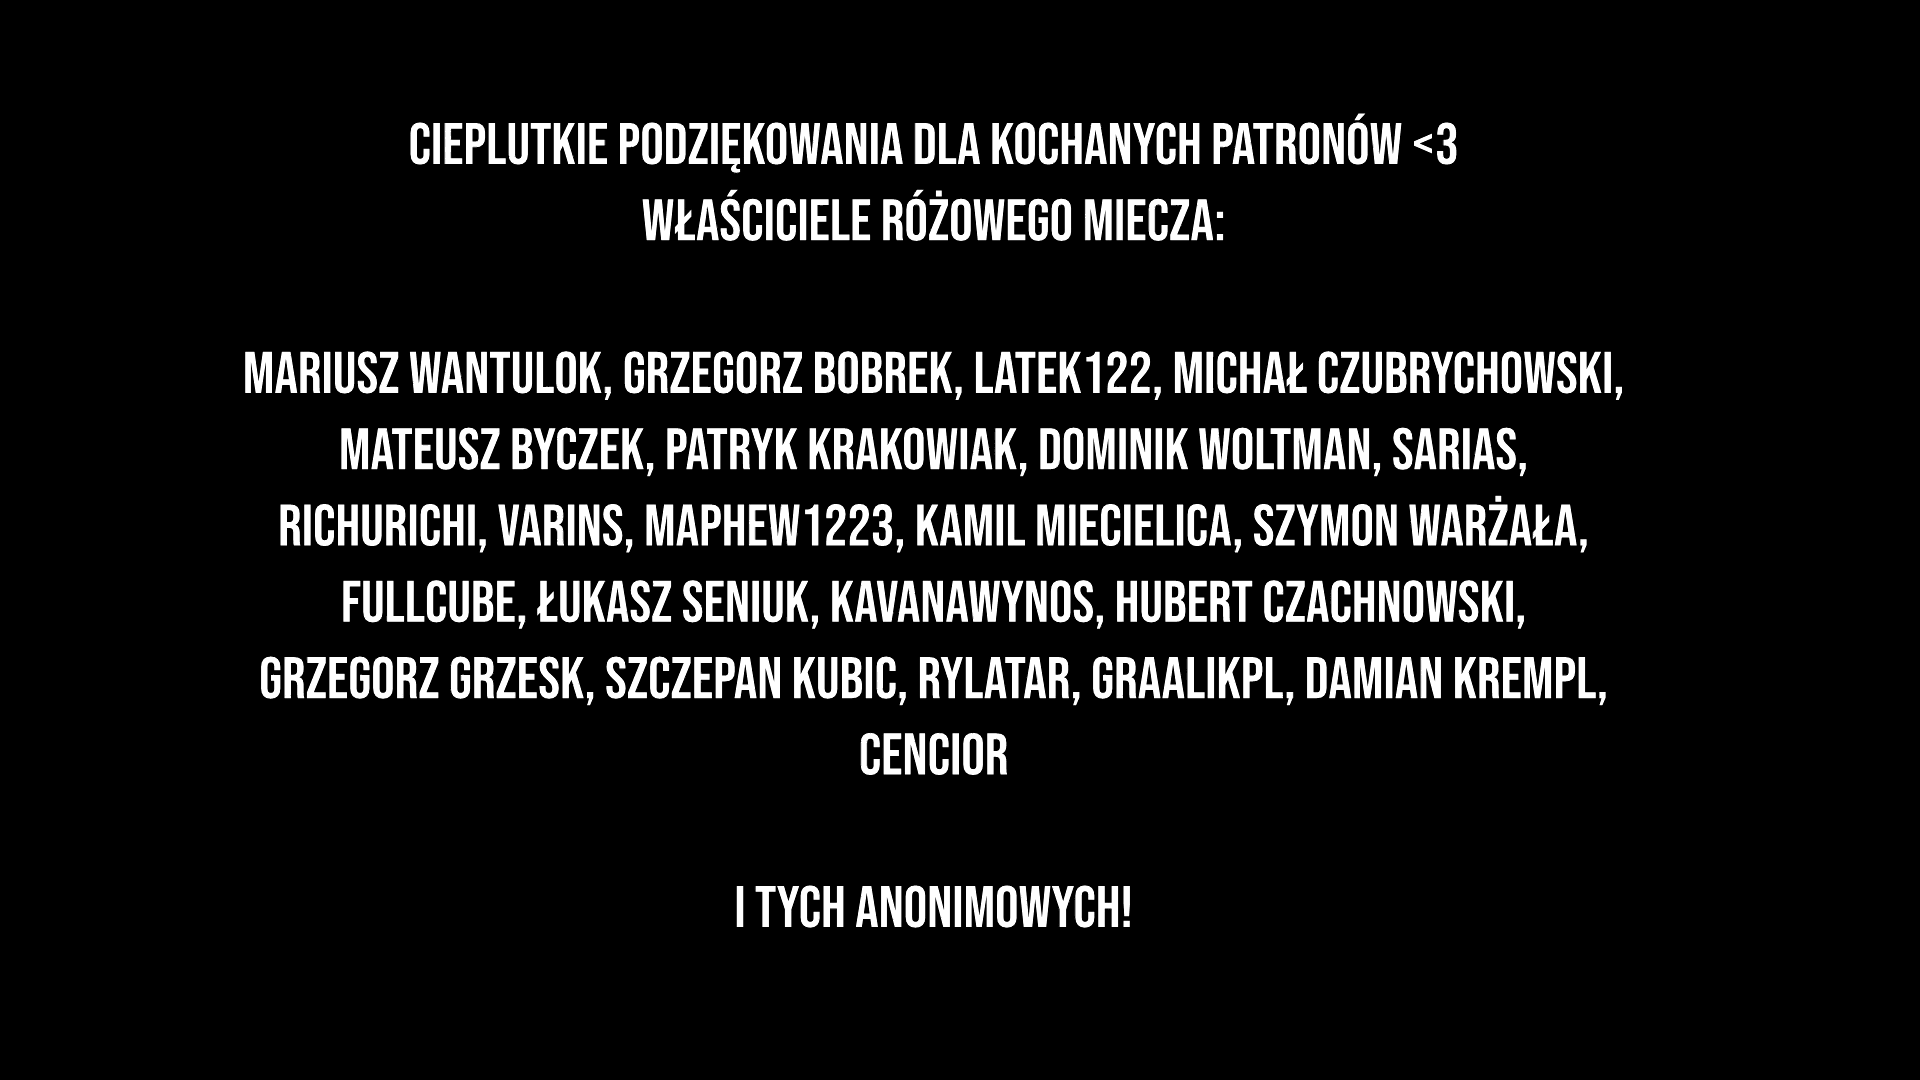 CIEPLUTKIE PODZIĘKOWANIA DLA KOCHANYCH PATRONÓW <3
WŁAŚCICIELE RÓŻOWEGO MIECZA:
MARIUSZ WANTULOK, GRZEGORZ BOBREK, LATEK122, MICHAŁ CZUBRYCHOWSKI,
MATEUSZ BYCZEK, PATRYK KRAKOWIAK, DOMINIK WOLTMAN, SARIAS,
RICHURICHI, VARINS, MAPHEW1223, KAMIL MIECIELICA, SZYMON WARŻAŁA,
FULLCUBE, ŁUKASZ SENIUK, KAVANAWYNOS, HUBERT CZACHNOWSKI,
GRZEGORZ GRZESK, SZCZEPAN KUBIC, RYLATAR, GRAALIKPL, DAMIAN KREMPL,
CENCIOR
I TYCH ANONIMOWYCH!